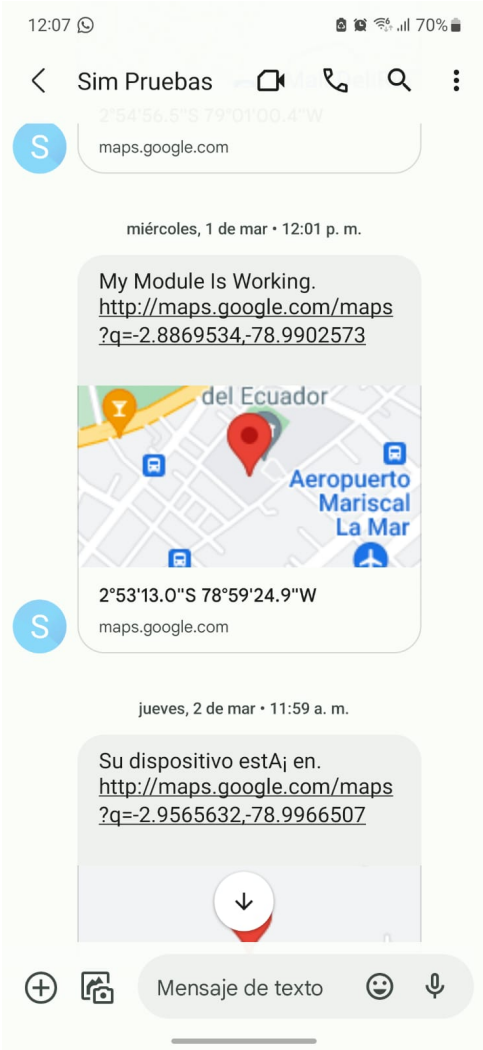 12:07
70%
Sim Pruebas
2°54'56.5"S 79°01'00.4"W
maps.google.com
S
miércoles, 1 de mar • 12:01 p. m.
My Module Is Working.
http://maps.google.com/maps
?q=-2.8869534,-78.9902573
del Ecuador
Aeropuerto
Mariscal
La Mar
2°53'13.0"S 78°59'24.9"W
S
maps.google.com
jueves, 2 de mar • 11:59 a. m.
Su dispositivo estA¡ en.
http://maps.google.com/maps
?q=-2.9565632,-78.9966507
Mensaje de texto